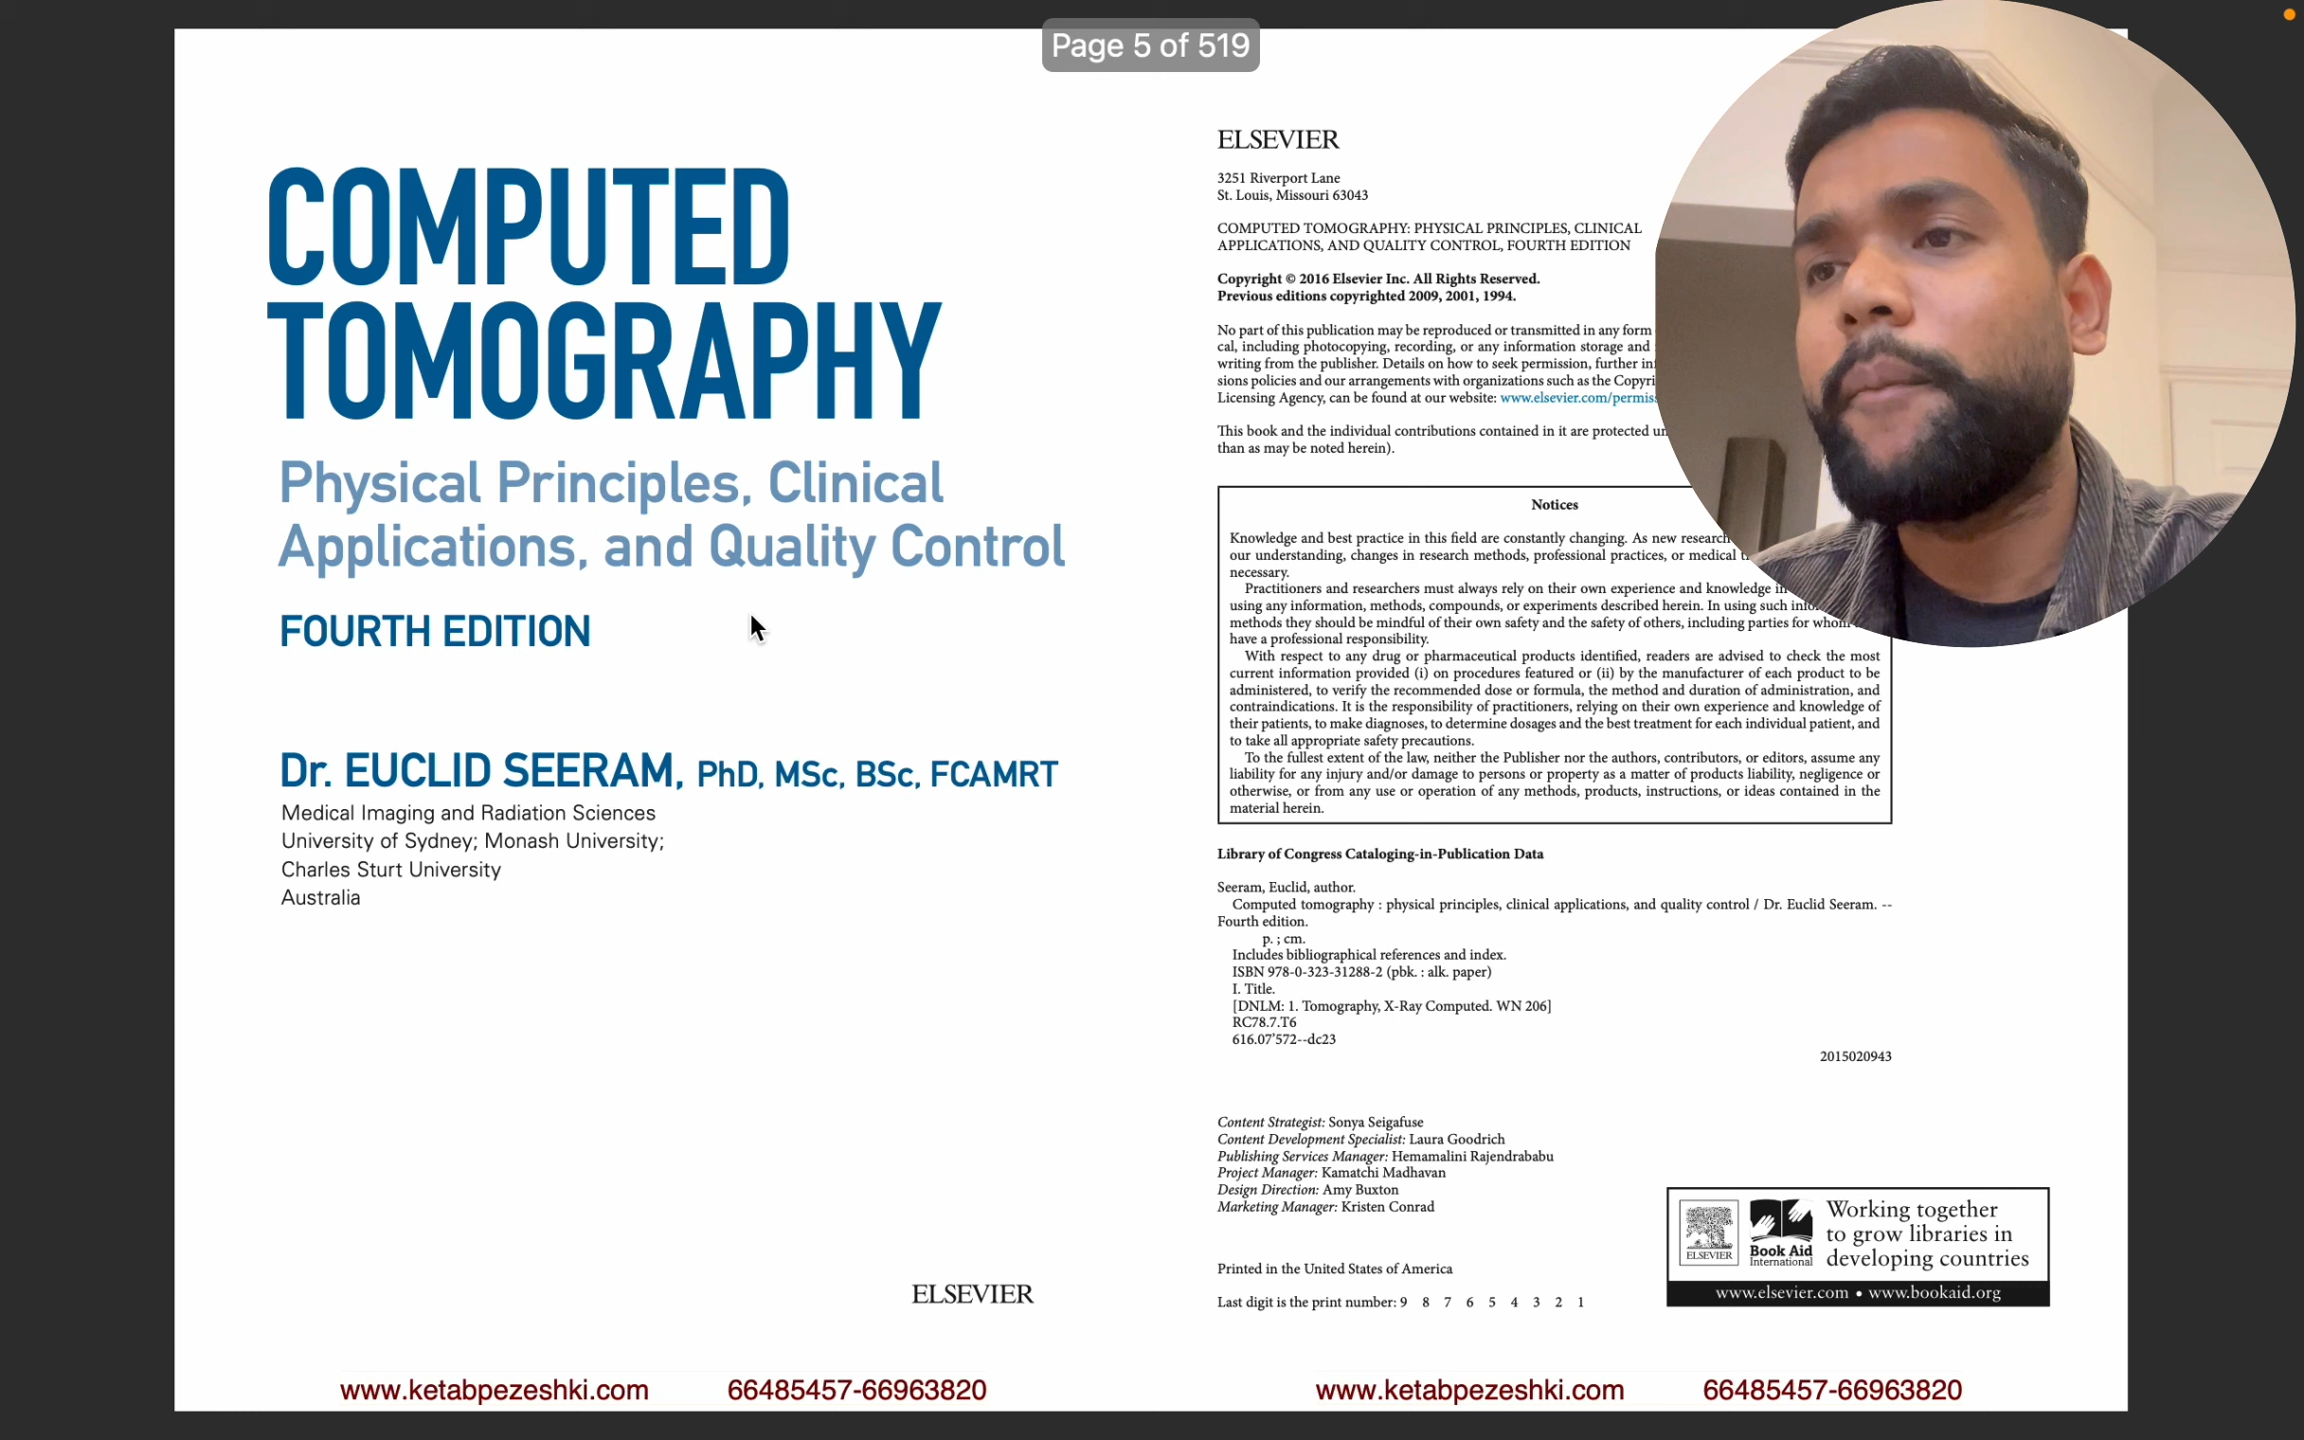 Page 5 of 519
COMPUTED
TOMOGRAPHY
Physical Principles, Clinical
Applications, and Quality Control
FOURTH EDITION
Dr. EUCLID SEERAM, PhD, MSc, BSc, FCAMRT
Medical Imaging and Radiation Sciences
University of Sydney; Monash University;
Charles Sturt University
Australia
ELSEVIER
www.ketabpezeshki.com 66485457-66963820
ELSEVIER
3251 Riverport Lane
St. Louis, Missouri 63043
COMPUTED TOMOGRAPHY: PHYSICAL PRINCIPLES, CLINICAL
APPLICATIONS, AND QUALITY CONTROL, FOURTH EDITION
Copyright © 2016 Elsevier Inc. All Rights Reserved.
Previous editions copyrighted 2009, 2001, 1994.
No part of this publication may be reproduced or transmitted in any form
cal, including photocopying, recording, or any information storage and
writing from the publisher. Details on how to seek permission, further
sions policies and our arrangements with organizations such as the
Licensing Agency, can be found at our website:
This book and the individual contributions contained in it are protected
than as may be noted herein).
Notices
Knowledge and best practice in this field are constantly changing. As new research
our understanding, changes in research methods, professional practices, or medical
necessary.
Practitioners and researchers must always rely on their own experience and knowledge
using any information, methods, compounds, or experiments described herein. In using such
methods they should be mindful of their own safety and the safety of others, including parties for
have a professional responsibility.
With respect to any drug or pharmaceutical products identified, readers are advised to check the most
current information provided (i) on procedures featured or (ii) by the manufacturer of each product to be
administered, to verify the recommended dose or formula, the method and duration of administration, and
contraindications. It is the responsibility of practitioners, relying on their own experience and knowledge of
their patients, to make diagnoses, to determine dosages and the best treatment for each individual patient, and
to take all appropriate safety precautions.
To the fullest extent of the law, neither the Publisher nor the authors, contributors, or editors, assume any
liability for any injury and/or damage to persons or property as a matter of products liability, negligence or
otherwise, or from any use or operation of any methods, products, instructions, or ideas contained in the
material herein.
Library of Congress Cataloging-in-Publication Data
Seeram, Euclid, author.
Computed tomography : physical principles, clinical applications, and quality control / Dr. Euclid Seeram. --
Fourth edition.
p. ; cm.
Includes bibliographical references and index.
ISBN 978-0-323-31288-2 (pbk. : alk. paper)
I. Title.
[DNLM: 1. Tomography, X-Ray Computed. WN 206]
RC78.7.T6
616.07'572--dc23
2015020943
Content Strategist: Sonya Seigafuse
Content Development Specialist: Laura Goodrich
Publishing Services Manager: Hemamalini Rajendrababu
Project Manager: Kamatchi Madhavan
Design Direction: Amy Buxton
Marketing Manager: Kristen Conrad
Printed in the United States of America
Last digit is the print number: 9 8 7 6 5 4 3 2 1
ELSEVIER
Book Aid
International
Working together
to grow libraries in
developing countries
www.elsevier.com • www.bookaid.org
www.ketabpezeshki.com 66485457-66963820